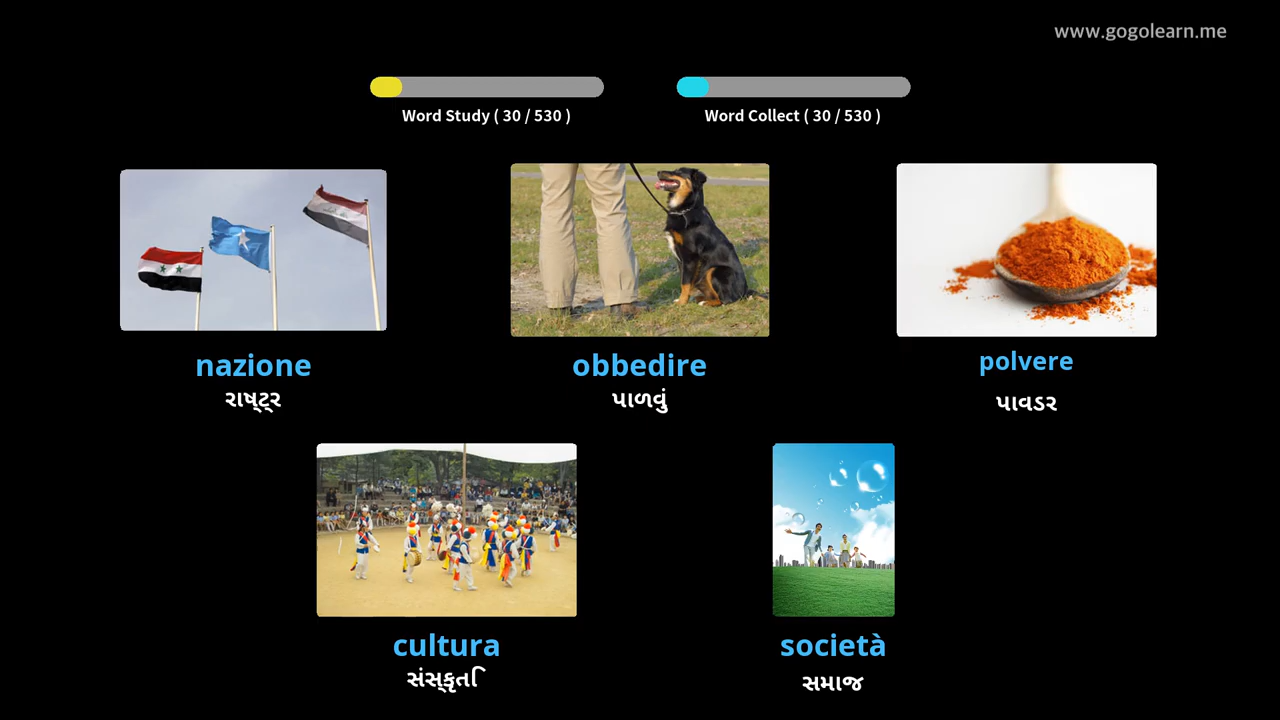 www.gogolearn.me
Word Study ( 30 / 530 )
Word Collect ( 30 / 530 )
nazione
રાષ્ટ્ર
obbedire
પાળવું
polvere
પાવડર
cultura
સંસ્કૃતિ
società
સમાજ